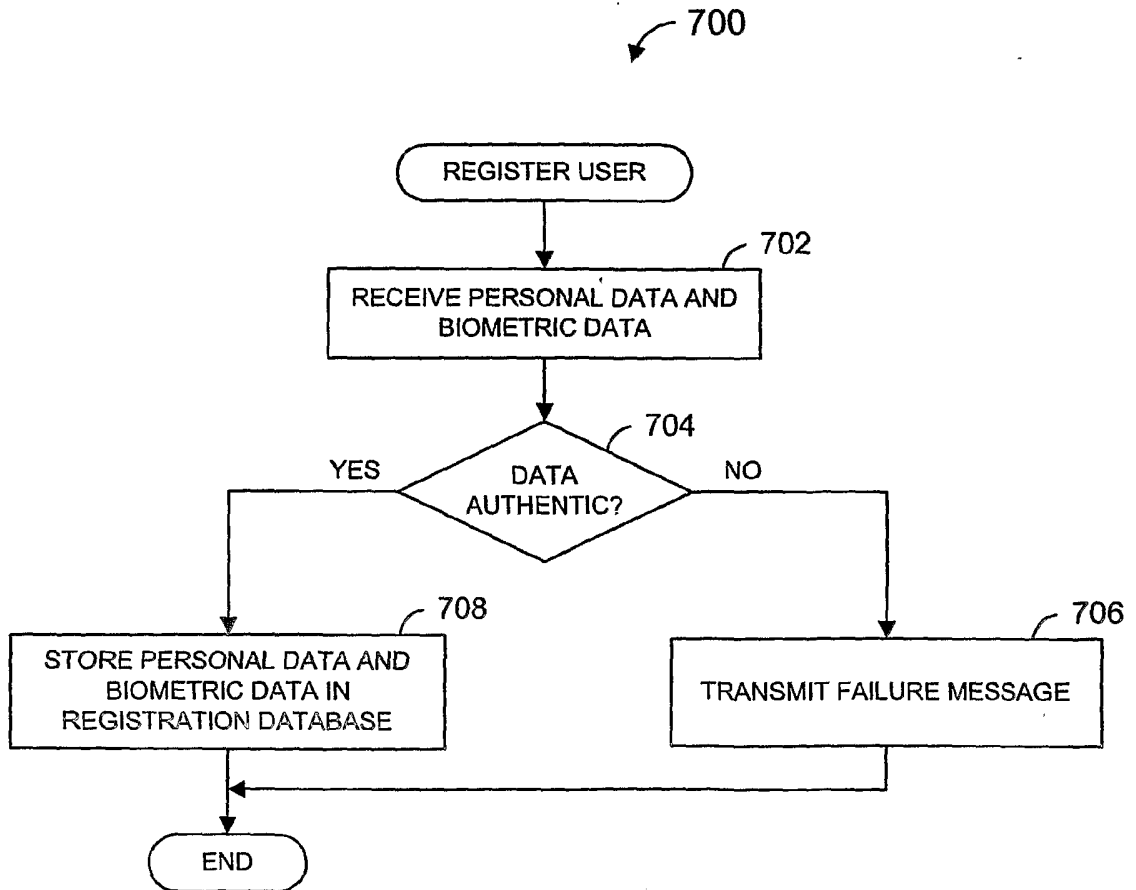 700
REGISTER USER
702
RECEIVE PERSONAL DATA AND
BIOMETRIC DATA
704
YES
DATA
AUTHENTIC?
NO
708
STORE PERSONAL DATA AND
BIOMETRIC DATA IN
REGISTRATION DATABASE
706
TRANSMIT FAILURE MESSAGE
END